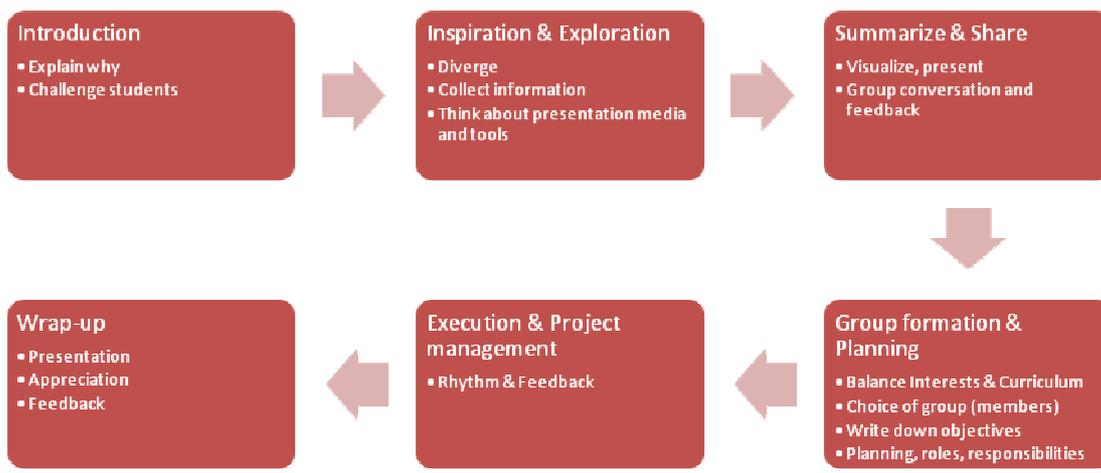 Introduction
• Explain why
• Challenge students
Inspiration & Exploration
• Diverge
• Collect information
• Think about presentation media
and tools
Summarize & Share
• Visualize, present
• Group conversation and
feedback
Group formation &
Planning
• Balance Interests & Curriculum
• Choice of group (members)
• Write down objectives
• Planning, roles, responsibilities
Execution & Project
management
• Rhythm & Feedback
Wrap-up
• Presentation
• Appreciation
• Feedback